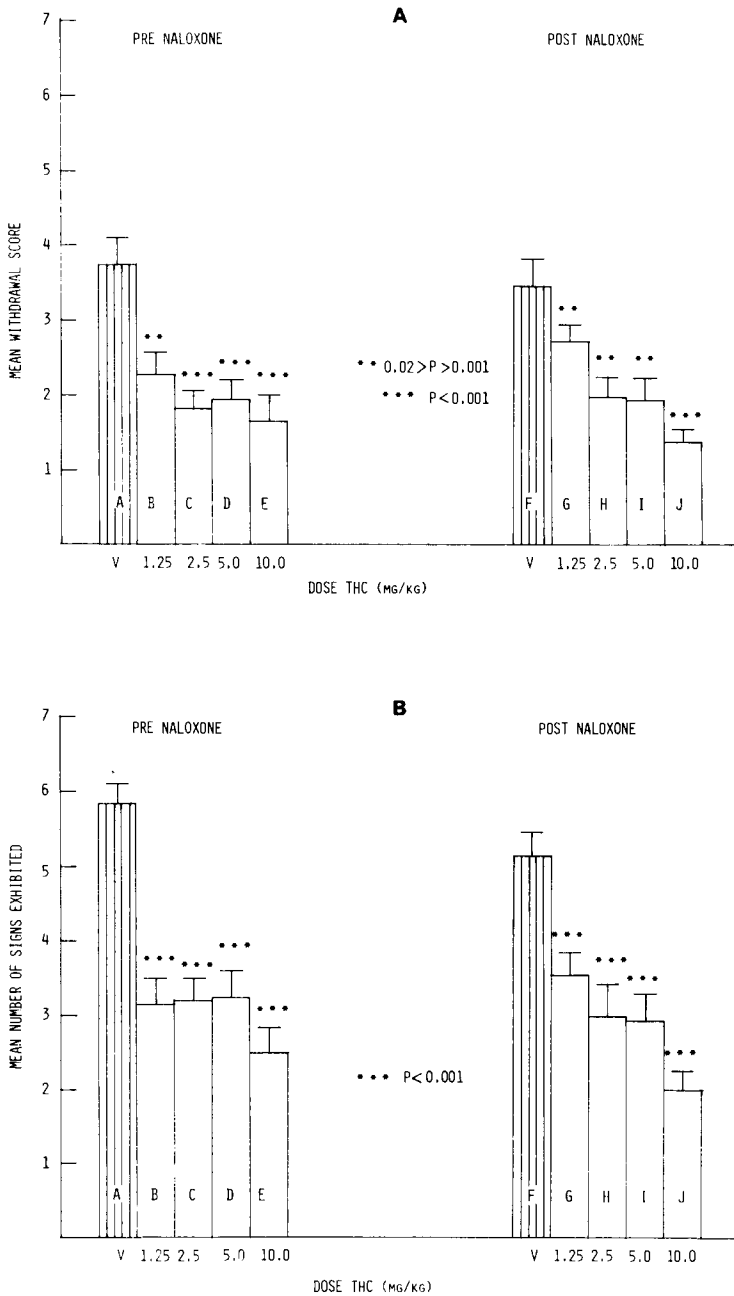 A
PRE NALOXONE
POST NALOXONE
7
6
5
4
3
2
1
MEAN WITHDRAWAL SCORE
** 0.02>P>0.001
*** P<0.001
** *** *** ***
** ** ** ***
A B C D E
F G H I J
V 1.25 2.5 5.0 10.0
V 1.25 2.5 5.0 10.0
DOSE THC (MG/KG)
B
PRE NALOXONE
POST NALOXONE
7
6
5
4
3
2
1
MEAN NUMBER OF SIGNS EXHIBITED
*** *** *** ***
*** *** *** ***
*** P<0.001
A B C D E
F G H I J
V 1.25 2.5 5.0 10.0
V 1.25 2.5 5.0 10.0
DOSE THC (MG/KG)